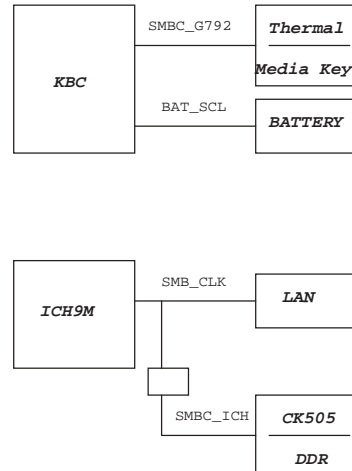 SMBC_G792
Thermal
KBC
Media Key
BAT_SCL
BATTERY
SMB_CLK
ICH9M
LAN
SMBC_ICH
CK505
DDR